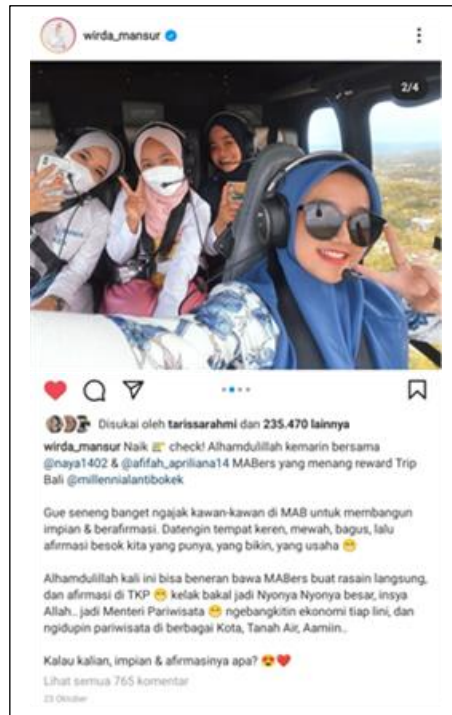 wirda_mansur
2/4
Disukai oleh tarissarahmi dan 235.470 lainnya
wirda_mansur Naik 🚁 check! Alhamdulillah kemarin bersama
@naya1402 & @afifah_apriliana14 MABers yang menang reward Trip
Bali @millennialantibokek
Gue seneng banget ngajak kawan-kawan di MAB untuk membangun
impian & berafirmasi. Datengin tempat keren, mewah, bagus, lalu
afirmasi besok kita yang punya, yang bikin, yang usaha 😁
Alhamdulillah kali ini bisa beneran bawa MABers buat rasain langsung,
dan afirmasi di TKP 😁 kelak bakal jadi Nyonya Nyonya besar, insya
Allah.. jadi Menteri Pariwisata 😁 ngebangkitin ekonomi tiap lini, dan
ngidupin pariwisata di berbagai Kota, Tanah Air, Aamiin..
Kalau kalian, impian & afirmasinya apa? 😍❤️
Lihat semua 765 komentar
23 Oktober